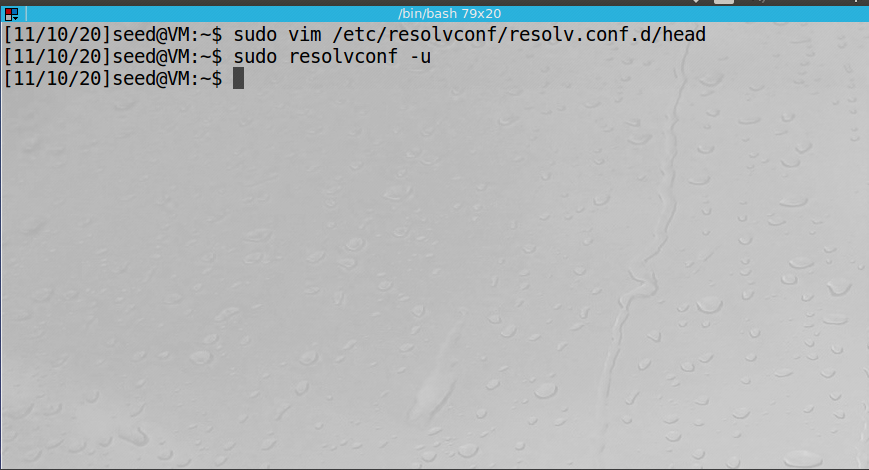 /bin/bash 79x20
[11/10/20]seed@VM:~$ sudo vim /etc/resolvconf/resolv.conf.d/head
[11/10/20]seed@VM:~$ sudo resolvconf -u
[11/10/20]seed@VM:~$